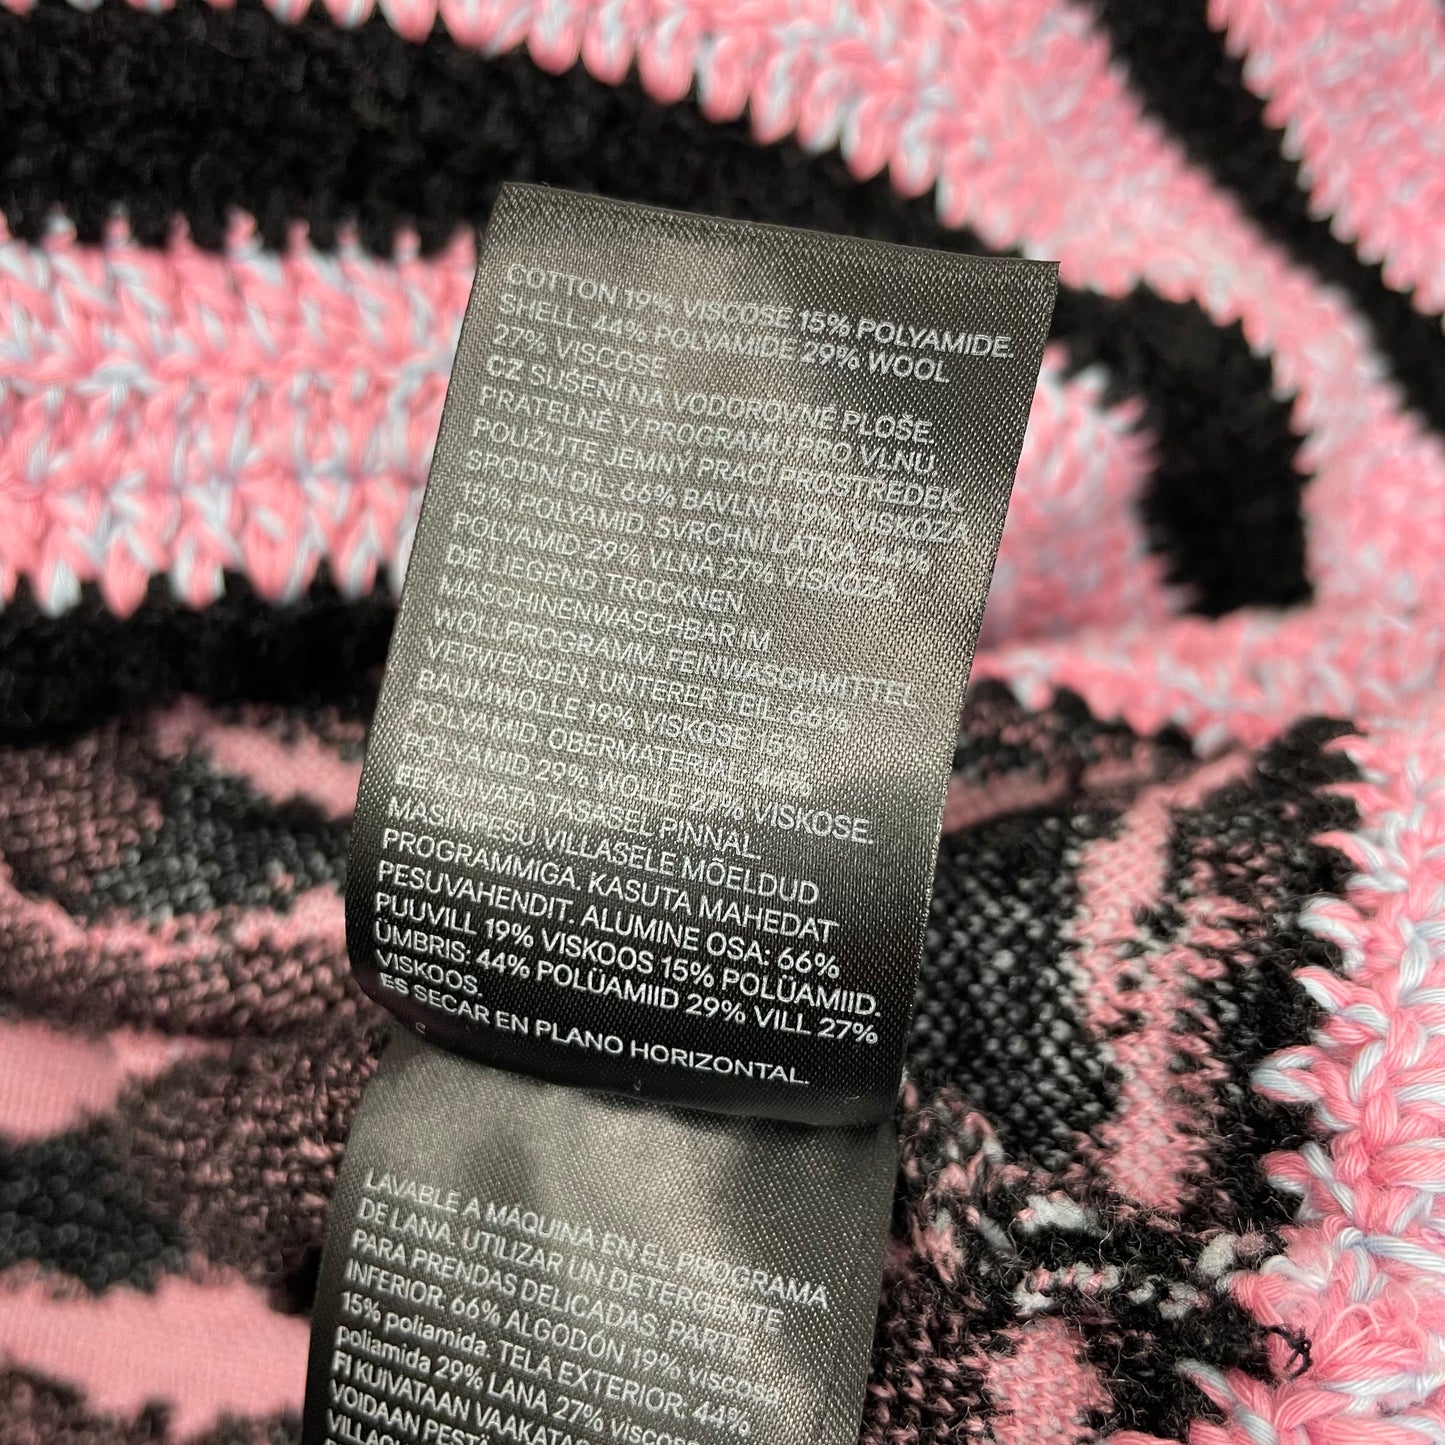 COTTON 19% VISCOSE 15% POLYAMIDE.
SHELL: 44% POLYAMIDE 29% WOOL
27% VISCOSE
CZ SUŠENÍ NA VODOROVNÉ PLOŠE.
PRATELNÉ V PROGRAMU PRO VLNU.
POUŽIJTE JEMNÝ PRACÍ PROSTŘEDEK.
SPODNÍ DÍL: 66% BAVLNA 19% VISKÓZA
15% POLYAMID. SVRCHNÍ LÁTKA: 44%
POLYAMID 29% VLNA 27% VISKÓZA
DE LIEGEND TROCKNEN.
MASCHINENWASCHBAR IM
WOLLPROGRAMM. FEINWASCHMITTEL
VERWENDEN. UNTERER TEIL: 66%
BAUMWOLLE 19% VISKOSE 15%
POLYAMID. OBERMATERIAL: 44%
POLYAMID 29% WOLLE 27% VISKOSE.
EE KUIVATA TASASEL PINNAL.
MASINPESU VILLASELE MÕELDUD
PROGRAMMIGA. KASUTA MAHEDAT
PESUVAHENDIT. ALUMINE OSA: 66%
PUUVILL 19% VISKOOS 15% POLÜAMIID.
ÜMBRIS: 44% POLÜAMIID 29% VILL 27%
VISKOOS.
ES SECAR EN PLANO HORIZONTAL.
LAVABLE A MÁQUINA EN EL PROGRAMA
DE LANA. UTILIZAR UN DETERGENTE
PARA PRENDAS DELICADAS. PARTE
INFERIOR: 66% ALGODÓN 19% viscosa
15% poliamida. TELA EXTERIOR: 44%
poliamida 29% LANA 27%
FI KUIVATAAN
VOIDAAN